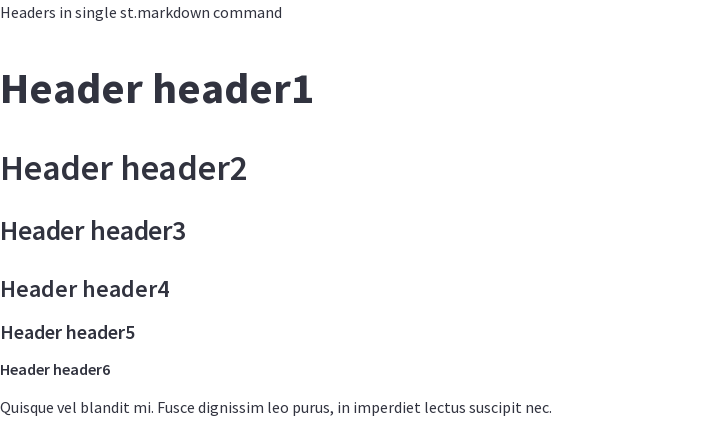 Headers in single st.markdown command
Header header1
Header header2
Header header3
Header header4
Header header5
Header header6
Quisque vel blandit mi. Fusce dignissim leo purus, in imperdiet lectus suscipit nec.